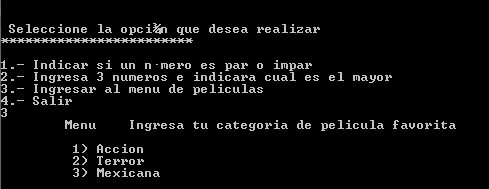 Seleccione la opci¾n que desea realizar
*************************
1.- Indicar si un n·mero es par o impar
2.- Ingresa 3 numeros e indicara cual es el mayor
3.- Ingresar al menu de peliculas
4.- Salir
3
Menu Ingresa tu categoria de pelicula favorita
1) Accion
2) Terror
3) Mexicana